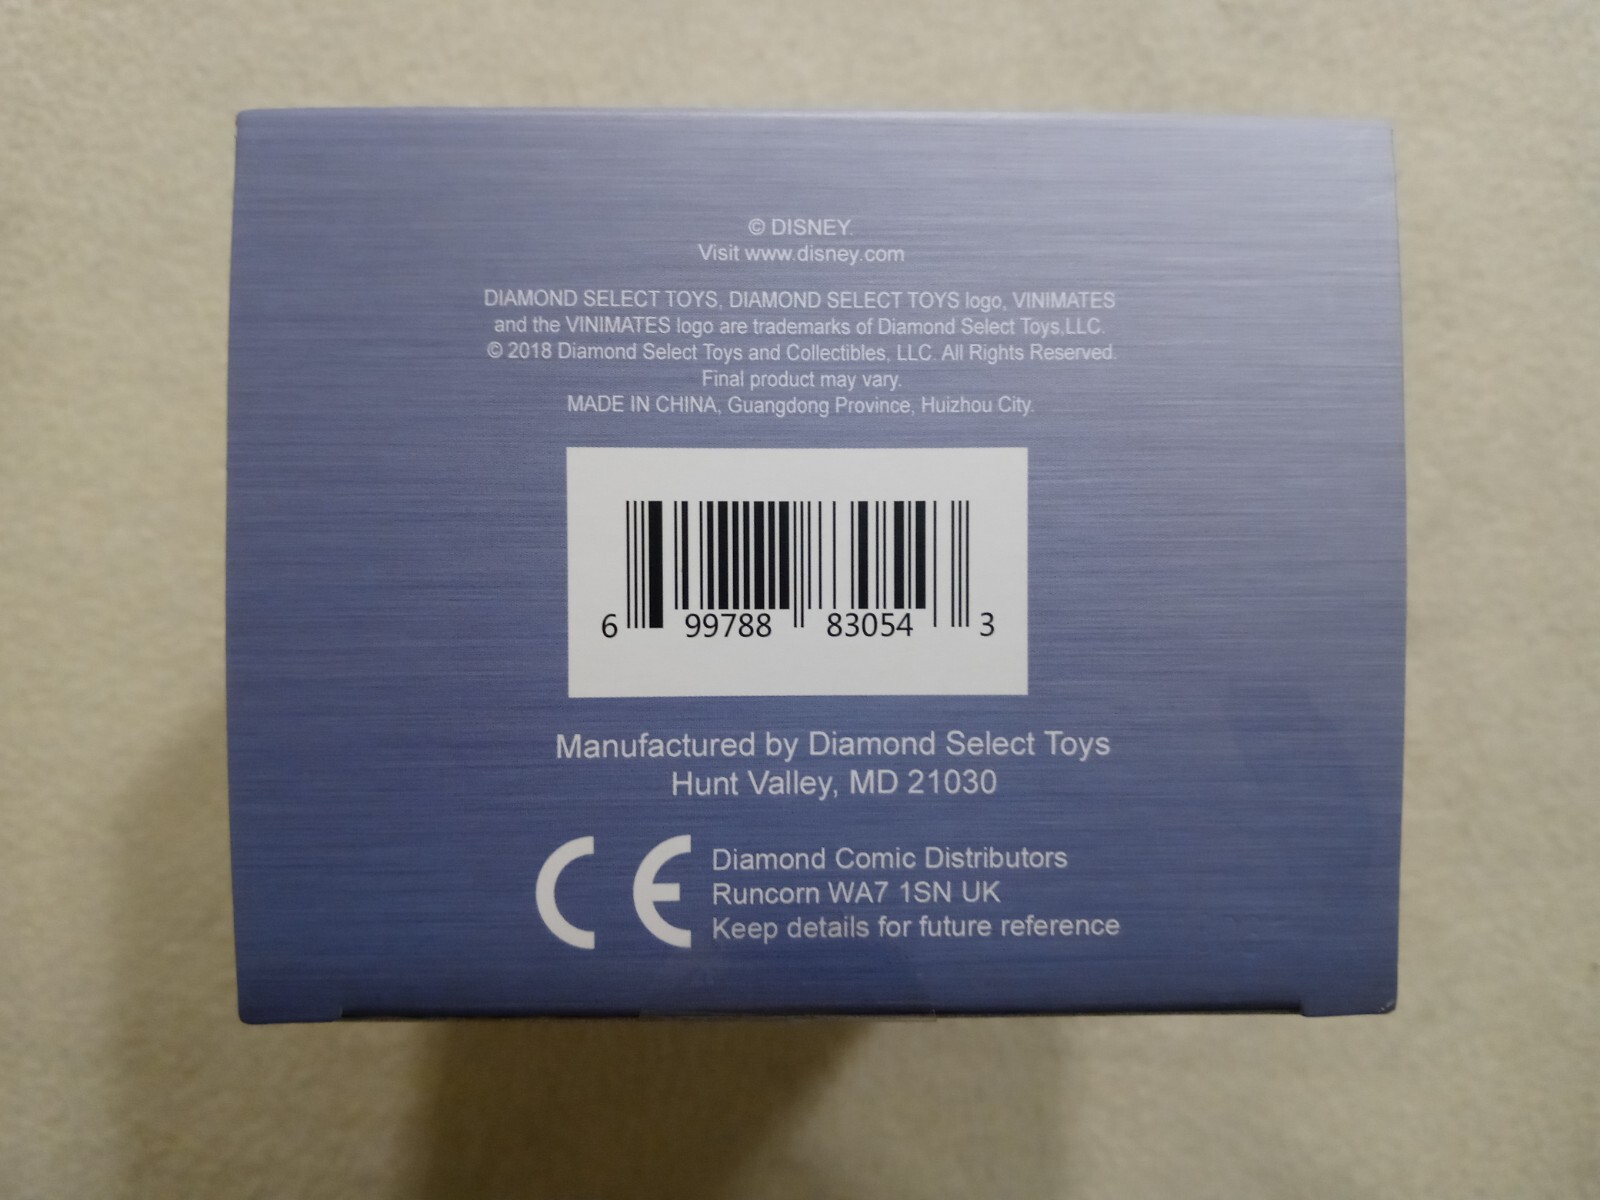 © DISNEY.
Visit www.disney.com
DIAMOND SELECT TOYS, DIAMOND SELECT TOYS logo, VINIMATES
and the VINIMATES logo are trademarks of Diamond Select Toys,LLC.
© 2018 Diamond Select Toys and Collectibles, LLC. All Rights Reserved.
Final product may vary.
MADE IN CHINA, Guangdong Province, Huizhou City.
6 99788 83054 3
Manufactured by Diamond Select Toys
Hunt Valley, MD 21030
CE
Diamond Comic Distributors
Runcorn WA7 1SN UK
Keep details for future reference